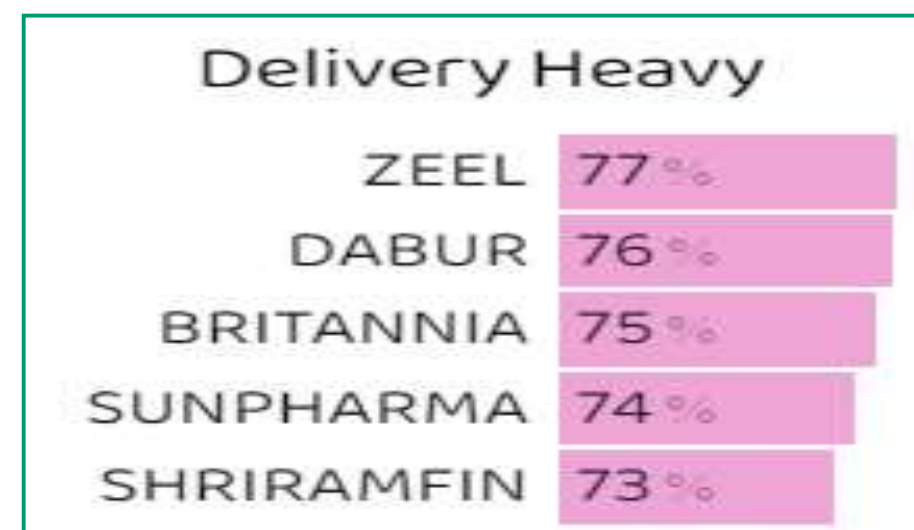 Delivery Heavy
ZEEL 77%
DABUR 76%
BRITANNIA 75%
SUNPHARMA 74%
SHRIRAMFIN 73%